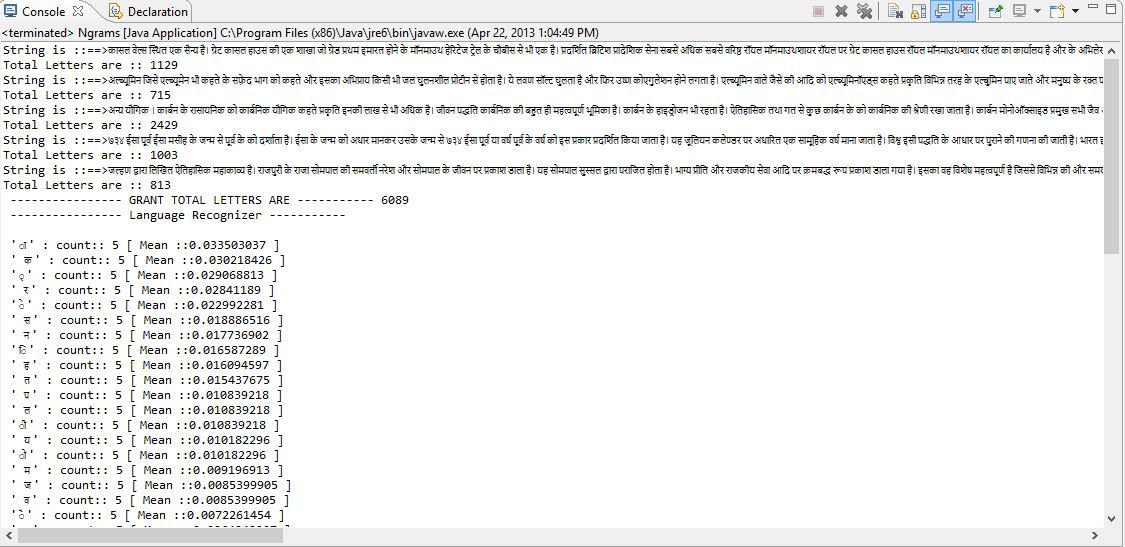 Console Declaration
<terminated> Ngrams [Java Application] C:\Program Files (x86)\Java\jre6\bin\javaw.exe (Apr 22, 2013 1:04:49 PM)
String is ::==>कासल वेल्स स्थित एक सैन्य है। ग्रेट कासल हाउस की एक शाखा जो ग्रेड प्रथम इमारत होने के मॉनमाउथ हेरिटेज ट्रेल के चौबीस से भी एक है। प्रदर्शित ब्रिटिश प्रादेशिक सेना सबसे अधिक सबसे वरिष्ठ रॉयल मॉनमाउथशायर रॉयल पर ग्रेट कासल हाउस रॉयल मॉनमाउथशायर रॉयल का कार्यालय है और के अभिलेर
Total Letters are :: 1129
String is ::==>अल्ब्यूमिन जिसे एल्ब्यूमेन भी कहते के सफ़ेद भाग को कहते और इसका अभिप्राय किसी भी जल घुलनशील प्रोटीन से होता है। ये लवण सॉल्ट घुलता है और फिर उष्ण कोएगुलेशन होने लगता है। एल्ब्यूमिन वाले जैसे की आदि को एल्ब्यूमिनॉएड्स कहते प्रकृति विभिन्न तरह के एल्बुमिन पाए जाते और मनुष्य के रक्त
Total Letters are :: 715
String is ::==>अन्य यौगिक । कार्बन के रासायनिक को कार्बनिक यौगिक कहते प्रकृति इनकी लाख से भी अधिक है। जीवन पद्धति कार्बनिक की बहुत ही महत्वपूर्ण भूमिका है। कार्बन के हाइड्रोजन भी रहता है। ऐतिहासिक तथा गत से कुछ कार्बन के को कार्बनिक की श्रेणी रखा जाता है। कार्बन मोनोऑक्साइड प्रमुख सभी जैव
Total Letters are :: 2429
String is ::==>७३४ ईसा पूर्व ईसा मसीह के जन्म से पूर्व के को दर्शाता है। ईसा के जन्म को अधार मानकर उसके जन्म से ७३४ ईसा पूर्व या वर्ष पूर्व के वर्ष को इस प्रकार प्रदर्शित किया जाता है। यह जूलियन कलेण्डर पर अधारित एक सामूहिक वर्ष माना जाता है। विश्व इसी पद्धति के आधार पर पुराने की गणना की जाती है। भारत
Total Letters are :: 1003
String is ::==>जल्हण द्वारा लिखित ऐतिहासिक महाकाव्य है। राजपुरी के राजा सोमपाल की समवर्ती नरेश और सोमपाल के जीवन पर प्रकाश डाला है। यह सोमपाल सुस्सल द्वारा पराजित होता है। भाग्य प्रीति और राजकीय सेवा आदि पर क्रमबद्ध रूप प्रकाश डाला गया है। इसका वह विशेष महत्वपूर्ण है जिससे विभिन्न की और
Total Letters are :: 813
---------------- GRANT TOTAL LETTERS ARE ----------- 6089
---------------- Language Recognizer -----------
'ा' : count:: 5 [ Mean ::0.033503037 ]
' क' : count:: 5 [ Mean ::0.030218426 ]
'्' : count:: 5 [ Mean ::0.029068813 ]
' र' : count:: 5 [ Mean ::0.02841189 ]
'े' : count:: 5 [ Mean ::0.022992281 ]
' स' : count:: 5 [ Mean ::0.018886516 ]
' न' : count:: 5 [ Mean ::0.017736902 ]
'ि' : count:: 5 [ Mean ::0.016587289 ]
' ह' : count:: 5 [ Mean ::0.016094597 ]
' त' : count:: 5 [ Mean ::0.015437675 ]
' प' : count:: 5 [ Mean ::0.010839218 ]
' ल' : count:: 5 [ Mean ::0.010839218 ]
'ी' : count:: 5 [ Mean ::0.010839218 ]
' य' : count:: 5 [ Mean ::0.010182296 ]
'ो' : count:: 5 [ Mean ::0.010182296 ]
' म' : count:: 5 [ Mean ::0.009196913 ]
' ज' : count:: 5 [ Mean ::0.0085399905 ]
' व' : count:: 5 [ Mean ::0.0085399905 ]
'ै' : count:: 5 [ Mean ::0.0072261454 ]